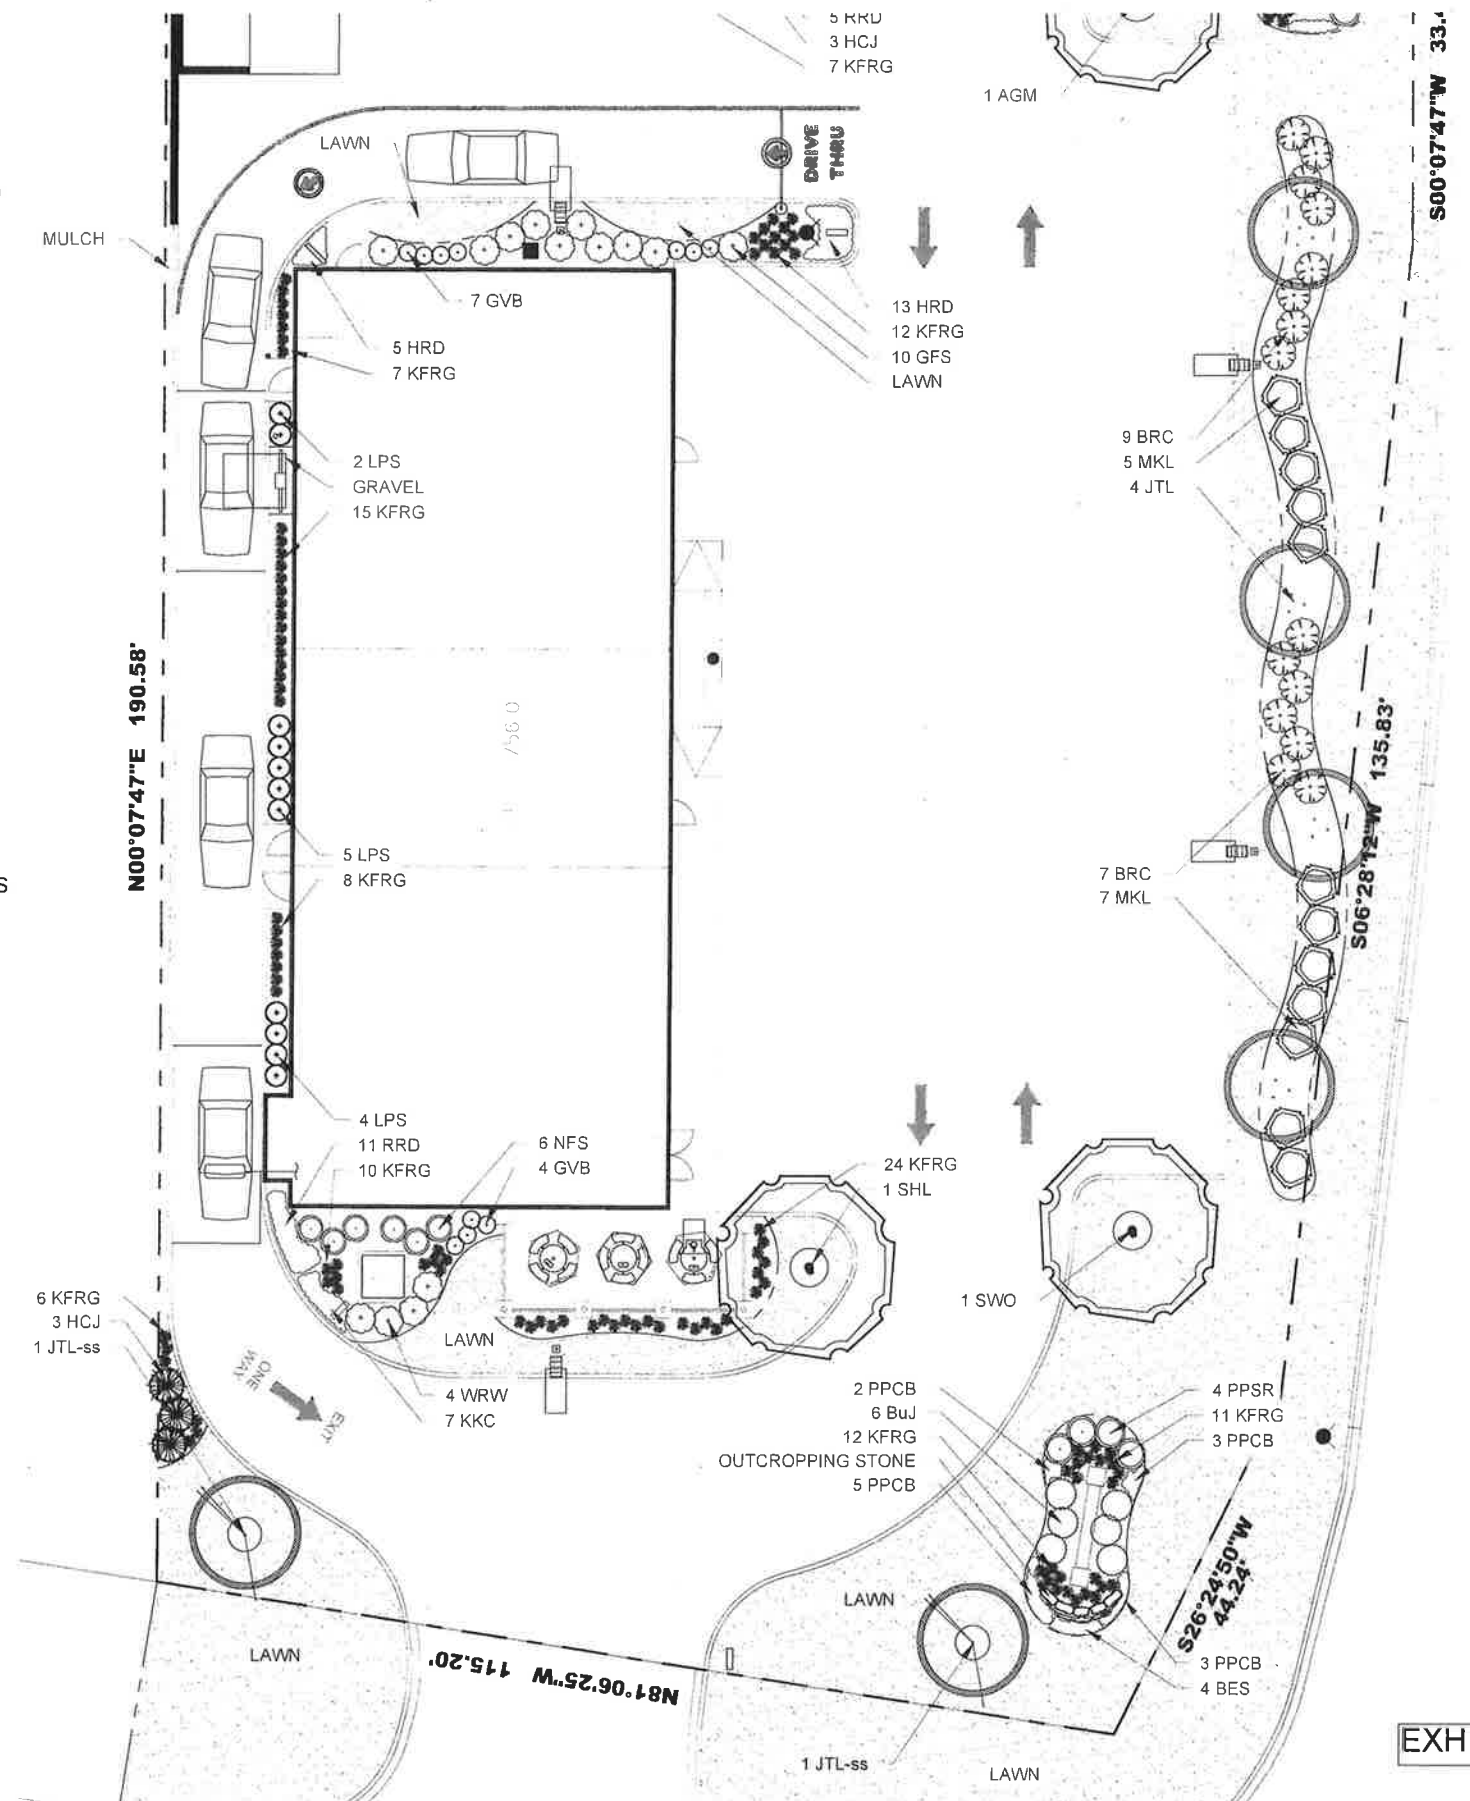 5 RRD
3 HCJ
7 KFRG
1 AGM
S00°07'47"W 33.
LAWN
DRIVE
THRU
MULCH
7 GVB
5 HRD
7 KFRG
13 HRD
12 KFRG
10 GFS
LAWN
2 LPS
GRAVEL
15 KFRG
9 BRC
5 MKL
4 JTL
N00°07'47"E 190.58'
S06°28'12"W 135.83'
5 LPS
8 KFRG
S
7 BRC
7 MKL
4 LPS
11 RRD
10 KFRG
6 NFS
4 GVB
24 KFRG
1 SHL
1 SWO
6 KFRG
3 HCJ
1 JTL-ss
LAWN
ONE
WAY
EXIT
4 WRW
7 KKC
2 PPCB
6 BuJ
12 KFRG
OUTCROPPING STONE
5 PPCB
4 PPSR
11 KFRG
3 PPCB
S26°24'50"W
44.24'
LAWN
LAWN
N81°06'25"W 115.20'
3 PPCB
4 BES
1 JTL-ss
LAWN
EXH